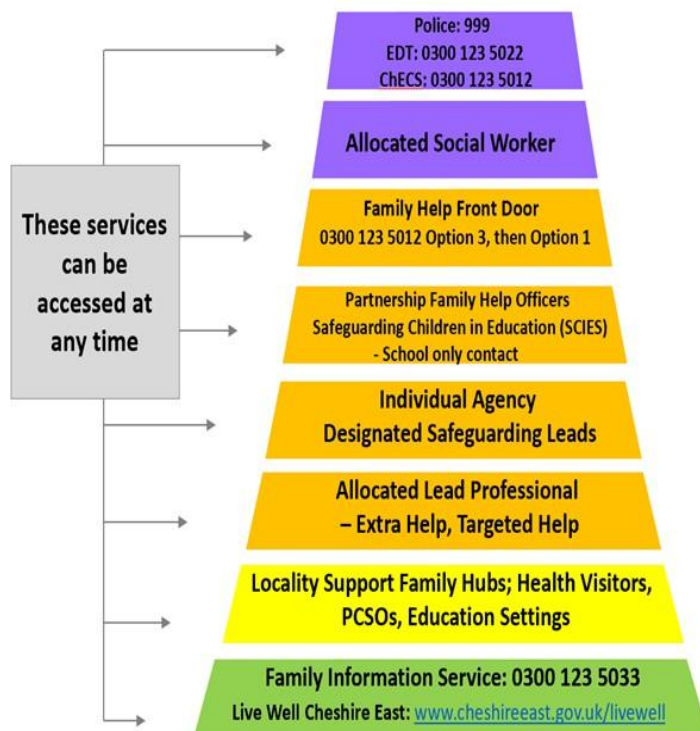 Police: 999
EDT: 0300 123 5022
ChECS: 0300 123 5012
Allocated Social Worker
These services
can be
accessed at
any time
Family Help Front Door
0300 123 5012 Option 3, then Option 1
Partnership Family Help Officers
Safeguarding Children in Education (SCIES)
- School only contact
Individual Agency
Designated Safeguarding Leads
Allocated Lead Professional
– Extra Help, Targeted Help
Locality Support Family Hubs; Health Visitors,
PCSOs, Education Settings
Family Information Service: 0300 123 5033
Live Well Cheshire East: www.cheshireeast.gov.uk/livewell